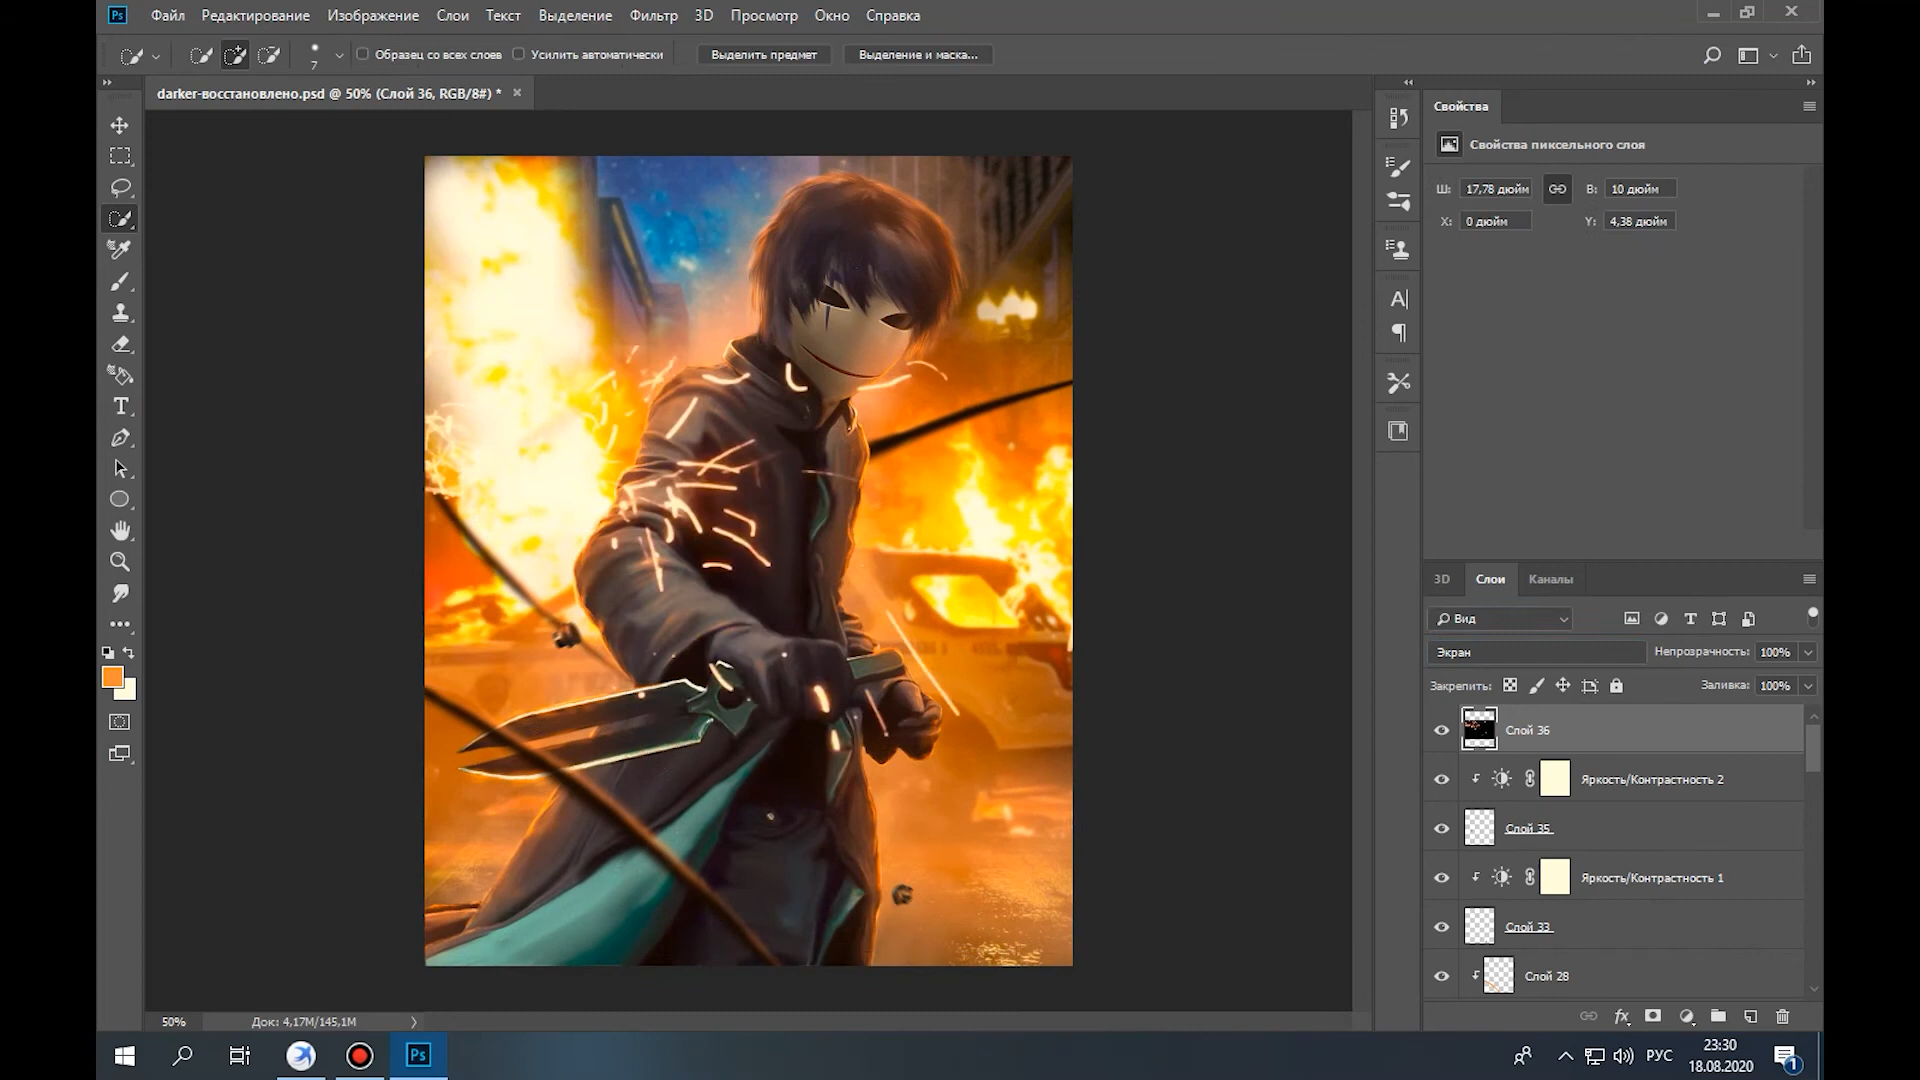 Ps Файл Редактирование Изображение Слои Текст Выделение Фильтр 3D Просмотр Окно Справка
7 Образец со всех слоев Усилить автоматически Выделить предмет Выделение и маска...
darker-восстановлено.psd @ 50% (Слой 36, RGB/8#) *
Свойства
Свойства пиксельного слоя
Ш: 17,78 дюйм В: 10 дюйм
X: 0 дюйм Y: 4,38 дюйм
3D Слои Каналы
Вид
Экран Непрозрачность: 100%
Закрепить: Заливка: 100%
Слой 36
Яркость/Контрастность 2
Слой 35
Яркость/Контрастность 1
Слой 33
Слой 28
50% Док: 4,17M/145,1M
Ps РУС 23:30
18.08.2020
1